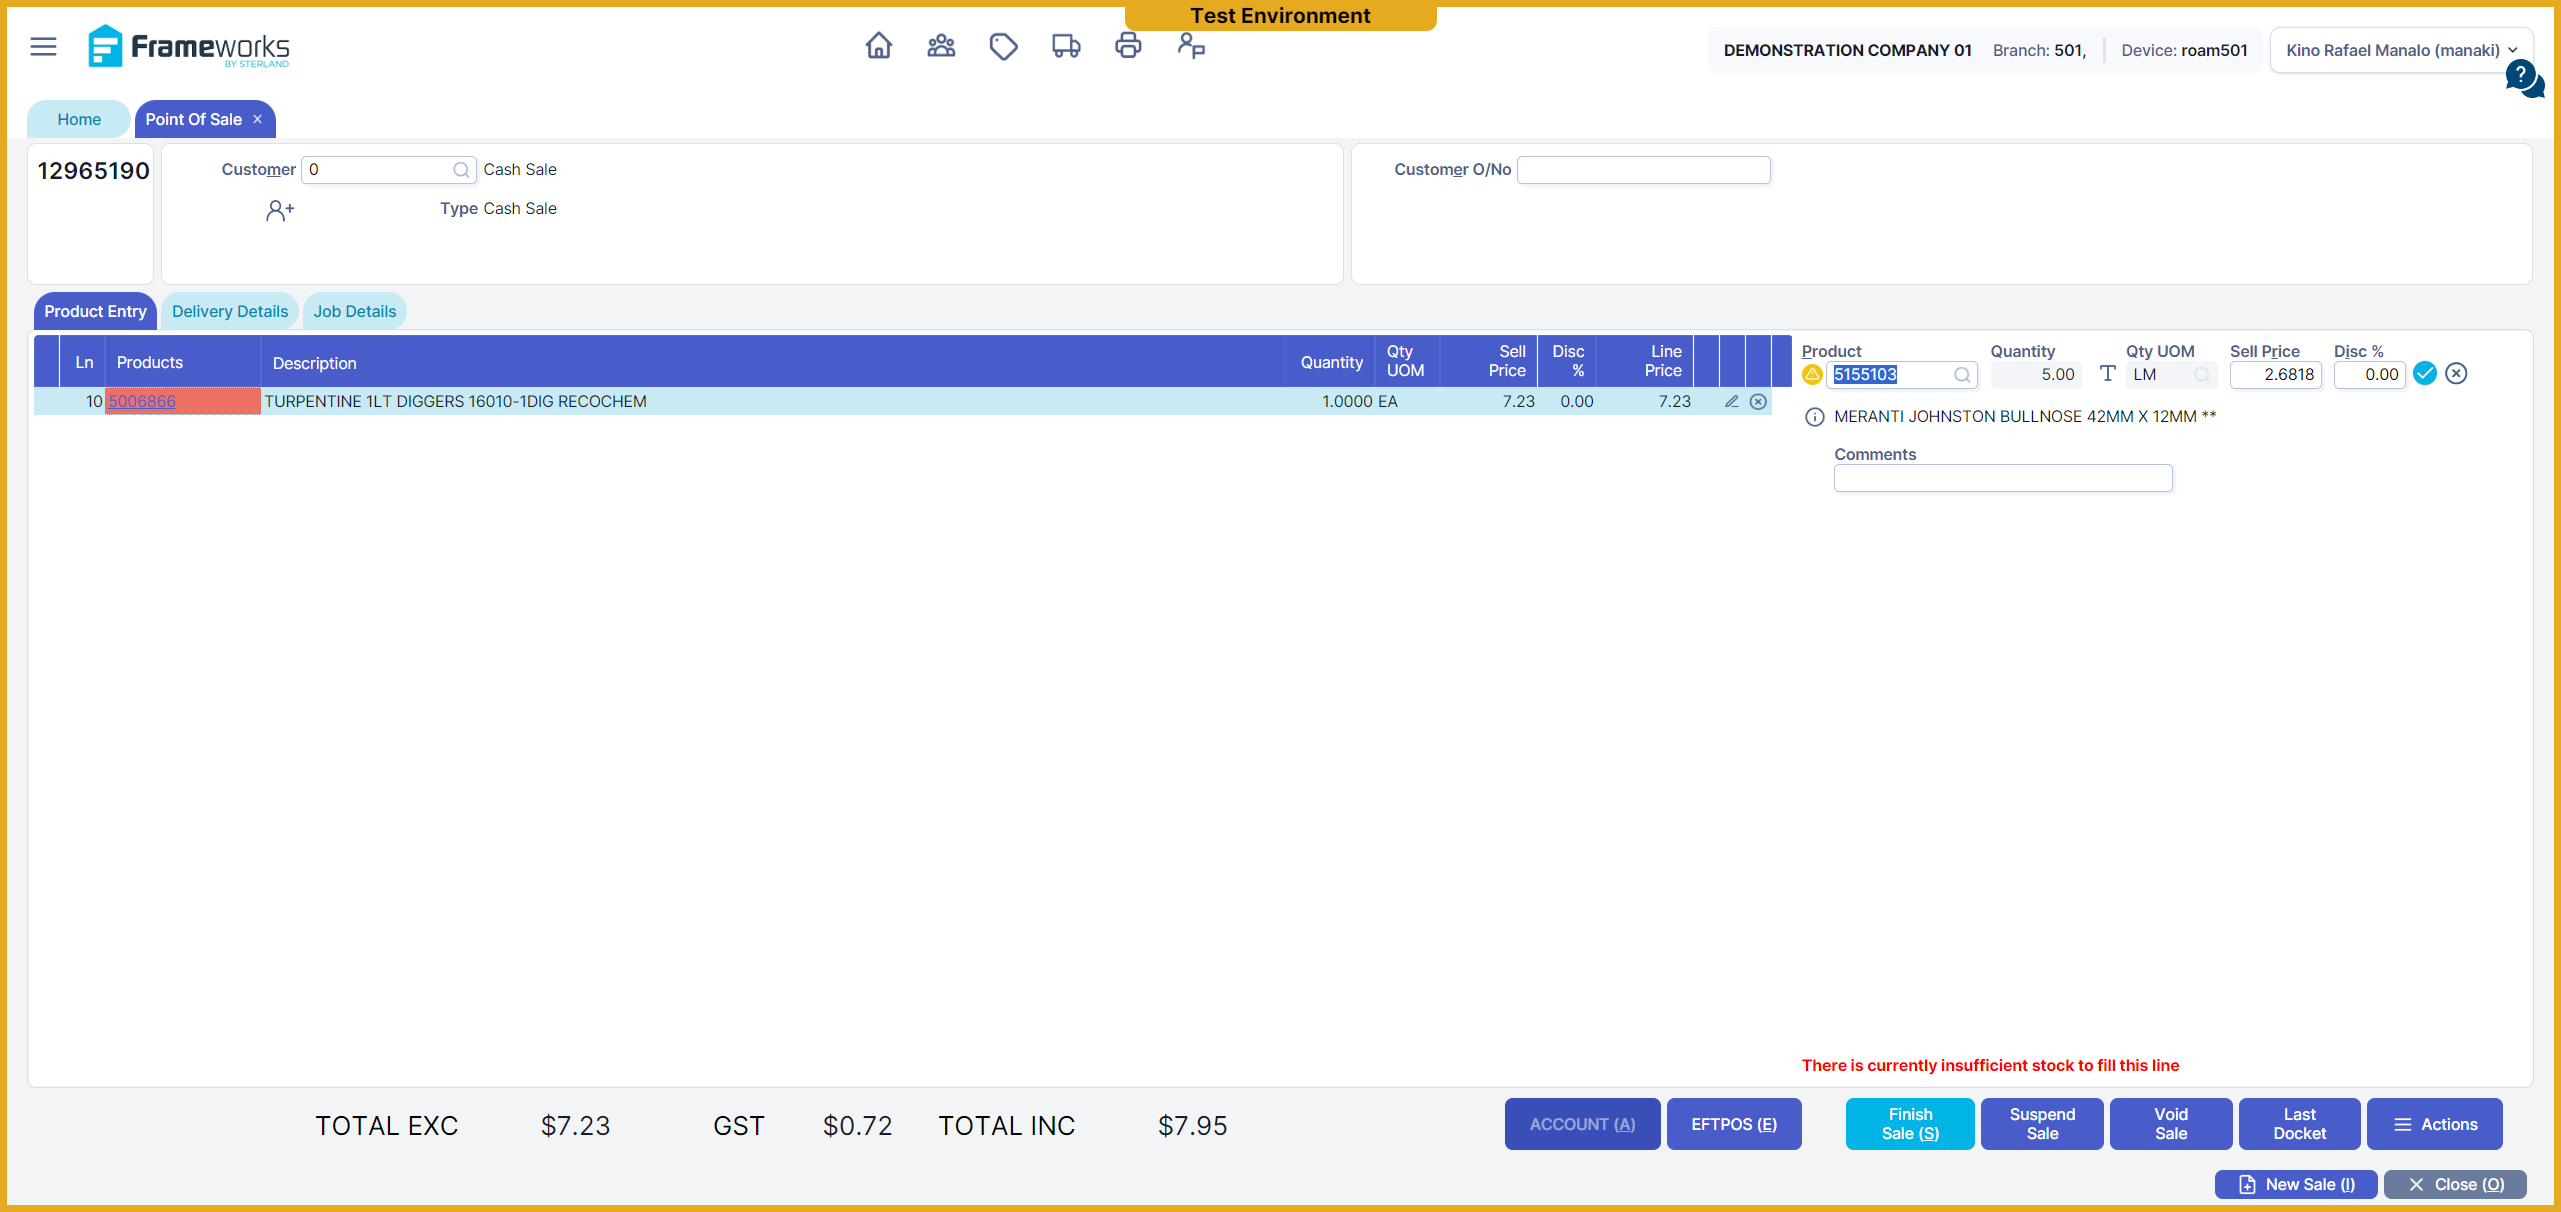 Test Environment
Frameworks
BY STERLAND
DEMONSTRATION COMPANY 01 Branch: 501, Device: roam501
Kino Rafael Manalo (manaki)
?
Home
Point Of Sale ×
12965190
Customer 0 Cash Sale
Type Cash Sale
Customer O/No
Product Entry
Delivery Details
Job Details
Ln Products Description Quantity Qty UOM Sell Price Disc % Line Price
10 5006866 TURPENTINE 1LT DIGGERS 16010-1DIG RECOCHEM 1.0000 EA 7.23 0.00 7.23
Product Quantity Qty UOM Sell Price Disc %
5155103 5.00 T LM 2.6818 0.00
MERANTI JOHNSTON BULLNOSE 42MM X 12MM **
Comments
There is currently insufficient stock to fill this line
TOTAL EXC $7.23 GST $0.72 TOTAL INC $7.95
ACCOUNT (A)
EFTPOS (E)
Finish Sale (S)
Suspend Sale
Void Sale
Last Docket
Actions
New Sale (I)
Close (O)